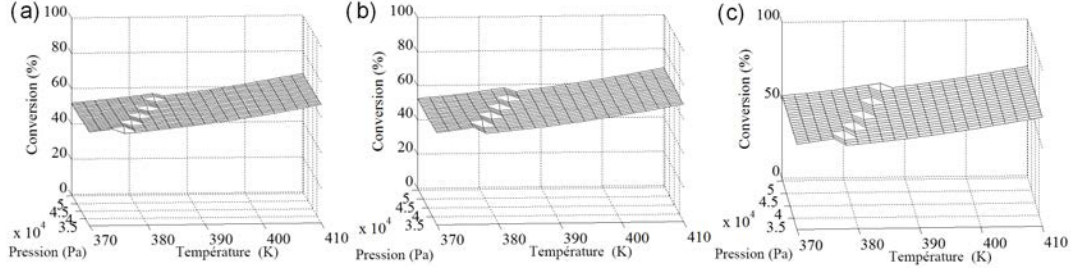 (a)
100
80
60
40
20
0
Conversion (%)
5
4.5
4
3.5
x 10⁴
Pression (Pa)
370
380
390
400
410
Température (K)
(b)
100
80
60
40
20
0
Conversion (%)
5
4.5
4
3.5
x 10⁴
Pression (Pa)
370
380
390
400
410
Température (K)
(c)
100
50
0
Conversion (%)
5
4.5
4
3.5
x 10⁴
Pression (Pa)
370
380
390
400
410
Température (K)